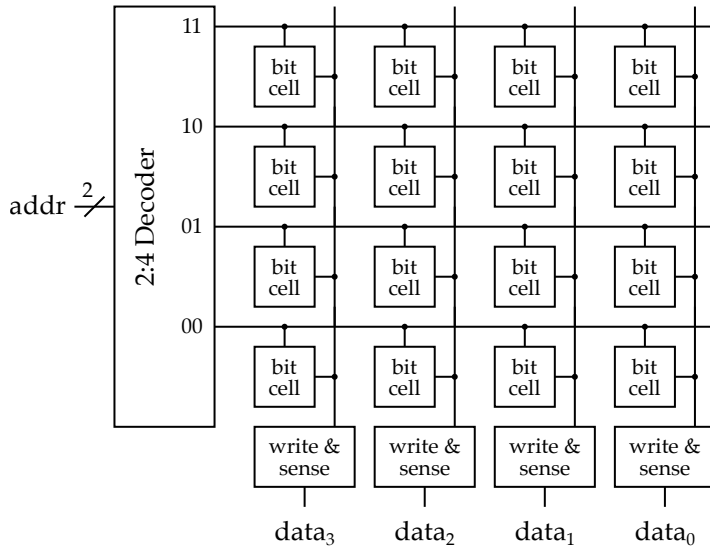 11
bit bit bit bit
cell cell cell cell
10
bit bit bit bit
cell cell cell cell
addr 2
2:4 Decoder
01
bit bit bit bit
cell cell cell cell
00
bit bit bit bit
cell cell cell cell
write & write & write & write &
sense sense sense sense
data₃ data₂ data₁ data₀